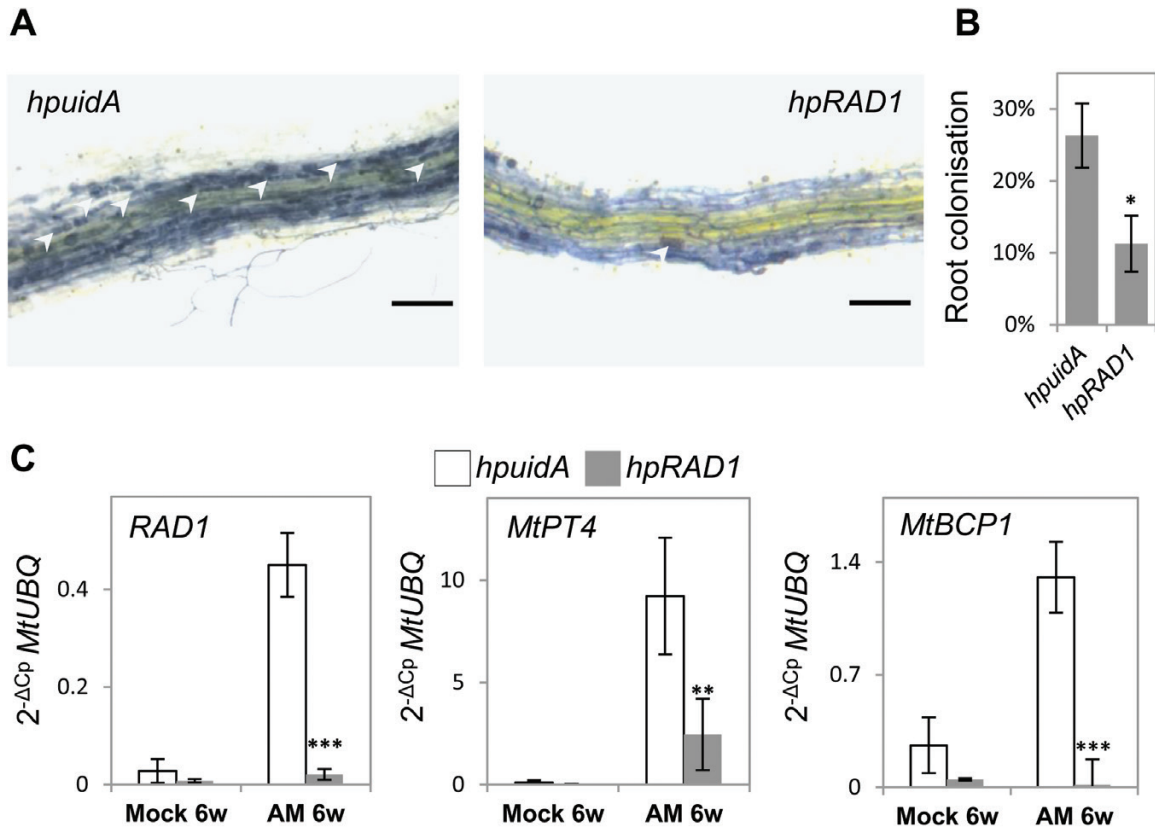 A
B
hpuidA
hpRAD1
Root colonisation
30%
20%
10%
0%
*
hpuidA
hpRAD1
C
hpuidA hpRAD1
RAD1
2^-ΔCp MtUBQ
0.4
0.2
0
***
Mock 6w AM 6w
MtPT4
2^-ΔCp MtUBQ
10
5
0
**
Mock 6w AM 6w
MtBCP1
2^-ΔCp MtUBQ
1.4
0.7
0
***
Mock 6w AM 6w